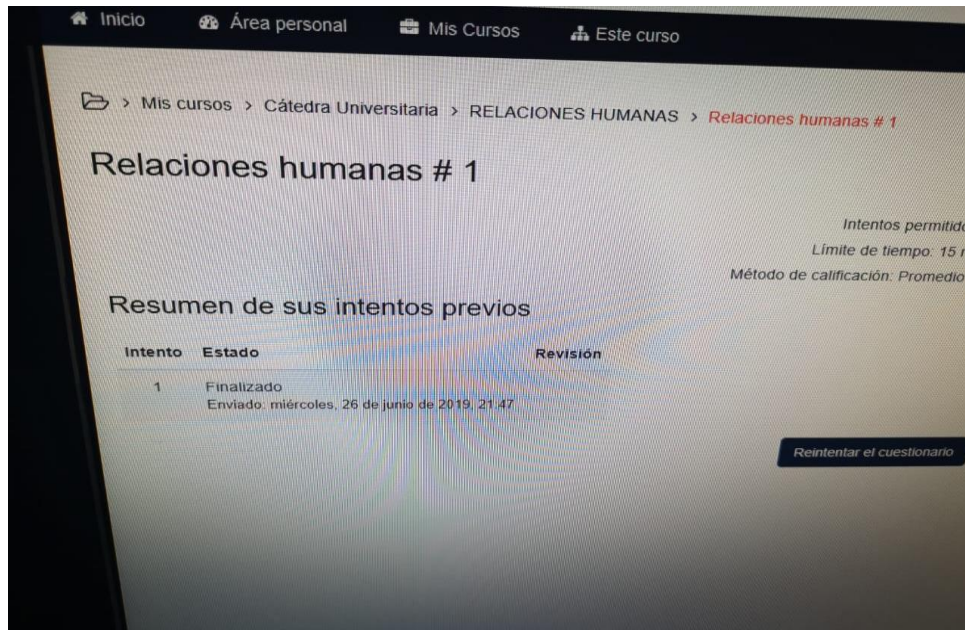 Inicio Área personal Mis Cursos Este curso
> Mis cursos > Cátedra Universitaria > RELACIONES HUMANAS > Relaciones humanas # 1
Relaciones humanas # 1
Intentos
Límite de tiempo: 15
Método de calificación: Promedio
Resumen de sus intentos previos
Intento Estado Revisión
1 Finalizado
Enviado: miércoles, 26 de junio de 2019, 21:47
Reintentar el cuestionario